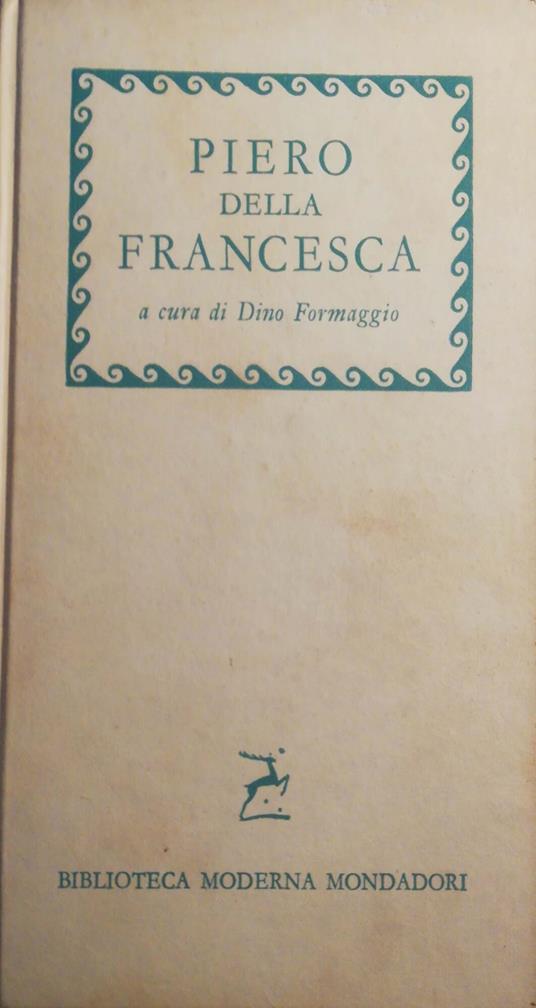 PIERO
DELLA
FRANCESCA
a cura di Dino Formaggio
BIBLIOTECA MODERNA MONDADORI